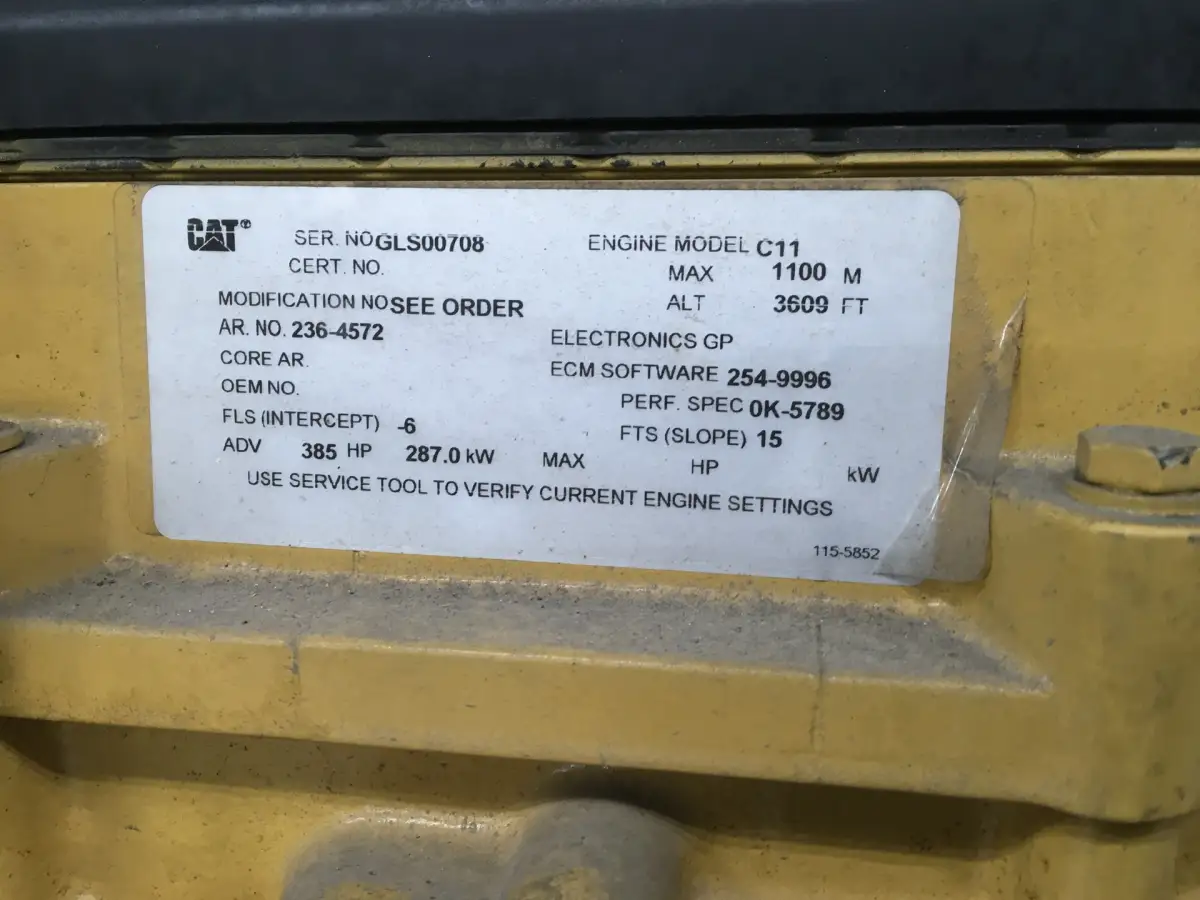 CAT SER. NO GLS00708 ENGINE MODEL C11
CERT. NO. MAX 1100 M
MODIFICATION NO SEE ORDER ALT 3609 FT
AR. NO. 236-4572 ELECTRONICS GP
CORE AR. ECM SOFTWARE 254-9996
OEM NO. PERF. SPEC 0K-5789
FLS (INTERCEPT) -6 FTS (SLOPE) 15
ADV 385 HP 287.0 kW MAX HP kW
USE SERVICE TOOL TO VERIFY CURRENT ENGINE SETTINGS
115-5852